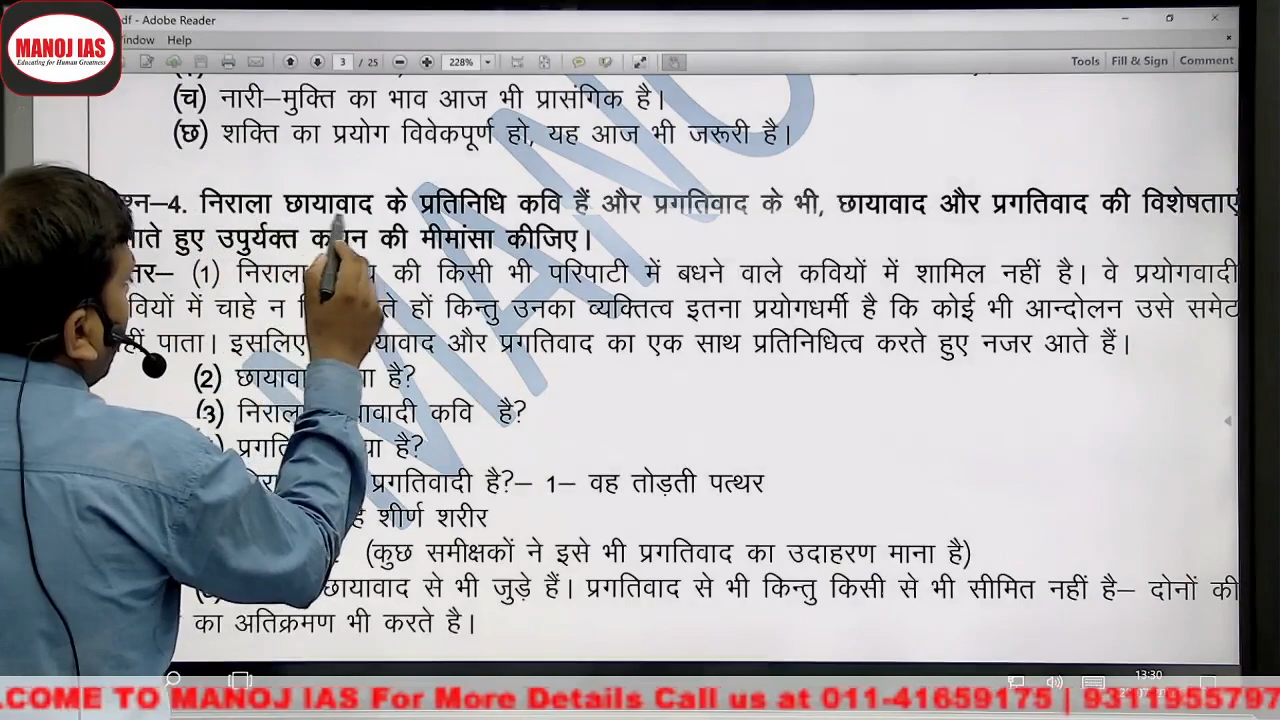 MANOJ IAS
Educating for Human Greatness
df - Adobe Reader
indow Help
3 / 25 228% Tools Fill & Sign Comment
(च) नारी–मुक्ति का भाव आज भी प्रासंगिक है।
(छ) शक्ति का प्रयोग विवेकपूर्ण हो, यह आज भी जरूरी है।
श्न–4. निराला छायावाद के प्रतिनिधि कवि हैं और प्रगतिवाद के भी, छायावाद और प्रगतिवाद की विशेषताएं
ाते हुए उपुर्यक्त की मीमांसा कीजिए।
तर– (1) निराला की किसी भी परिपाटी में बधने वाले कवियों में शामिल नहीं है। वे प्रयोगवादी
वियों में चाहे न ते हों किन्तु उनका व्यक्तित्व इतना प्रयोगधर्मी है कि कोई भी आन्दोलन उसे समेट
हीं पाता। इसलिए यावाद और प्रगतिवाद का एक साथ प्रतिनिधित्व करते हुए नजर आते हैं।
(2) छायावा या है?
(3) निराला ावादी कवि है?
प्रगति या है?
प्रगतिवादी है?– 1– वह तोड़ती पत्थर
शीर्ण शरीर
(कुछ समीक्षकों ने इसे भी प्रगतिवाद का उदाहरण माना है)
छायावाद से भी जुड़े हैं। प्रगतिवाद से भी किन्तु किसी से भी सीमित नहीं है– दोनों की
का अतिक्रमण भी करते है।
13:30
.COME TO MANOJ IAS For More Details Call us at 011-41659175 | 9311955797